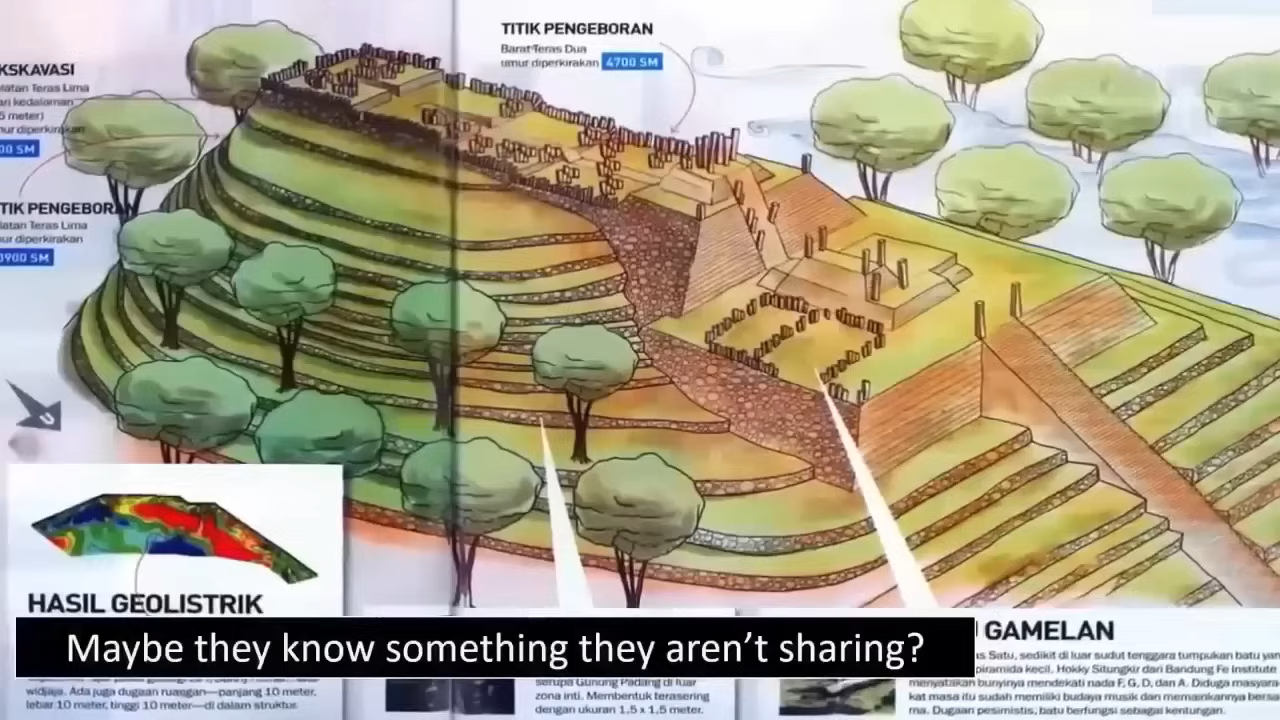 TITIK PENGEBORAN
Barat Teras Dua
umur diperkirakan 4700 SM
KSKAVASI
latan Teras Lima
ari kedalaman
5 meter)
mur diperkirakan
00 SM
TIK PENGEBORAN
latan Teras Lima
ur diperkirakan
0900 SM
U
HASIL GEOLISTRIK
Maybe they know something they aren't sharing?
widjaja. Ada juga dugaan ruangan—panjang 10 meter,
lebar 10 meter, tinggi 10 meter—di dalam struktur.
serupa Gunung Padang di luar
zona inti. Membentuk terasering
dengan ukuran 1,5 x 1,5 meter.
GAMELAN
as Satu, sedikit di luar sudut tenggara tumpukan batu yan
piramida kecil. Hokky Situngkir dari Bandung Fe Institute
menyatakan bunyinya mendekati nada F, G, D, dan A. Diduga masyara-
kat masa itu sudah memiliki budaya musik dan memainkannya bersa
ma. Dugaan pesimistis, batu berfungsi sebagai kentungan.